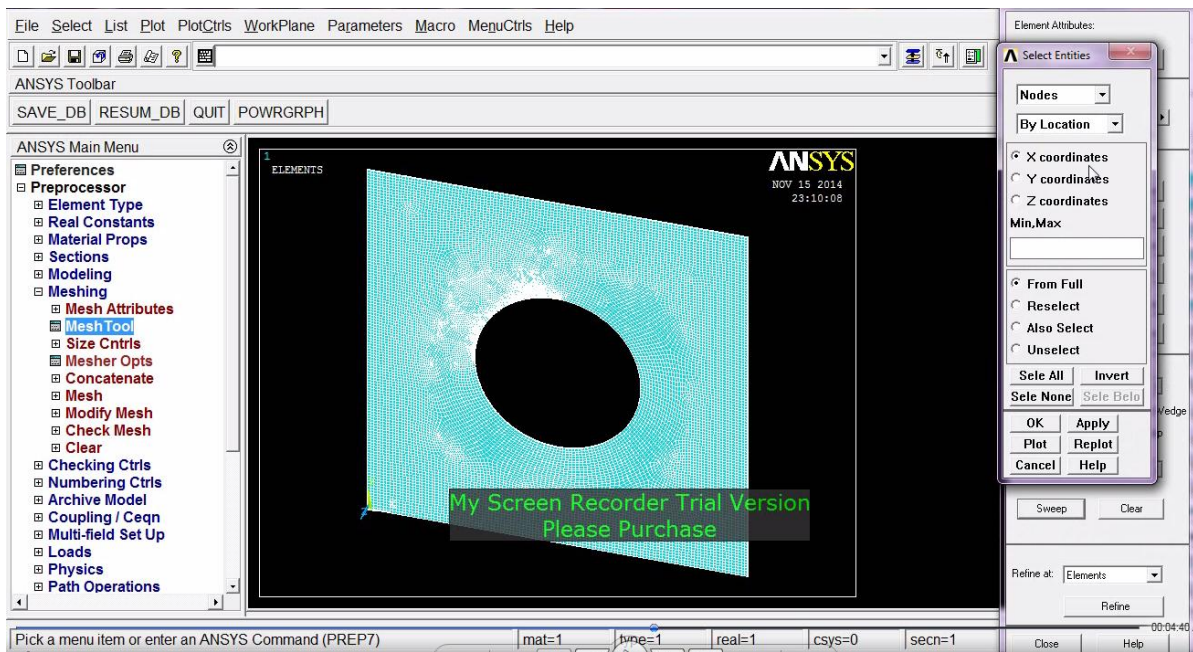 File Select List Plot PlotCtrls WorkPlane Parameters Macro MenuCtrls Help
ANSYS Toolbar
SAVE_DB RESUM_DB QUIT POWRGRPH
ANSYS Main Menu
Preferences
Preprocessor
Element Type
Real Constants
Material Props
Sections
Modeling
Meshing
Mesh Attributes
MeshTool
Size Cntrls
Mesher Opts
Concatenate
Mesh
Modify Mesh
Check Mesh
Clear
Checking Ctrls
Numbering Ctrls
Archive Model
Coupling / Ceqn
Multi-field Set Up
Loads
Physics
Path Operations
1
ELEMENTS
ANSYS
NOV 15 2014
23:10:08
My Screen Recorder Trial Version
Please Purchase
Element Attributes:
Select Entities
Nodes
By Location
X coordinates
Y coordinates
Z coordinates
Min,Max
From Full
Reselect
Also Select
Unselect
Sele All Invert
Sele None Sele Belo
OK Apply
Plot Replot
Cancel Help
Sweep Clear
Refine at: Elements
Refine
00:04:40
Close Help
Pick a menu item or enter an ANSYS Command (PREP7) mat=1 type=1 real=1 csys=0 secn=1